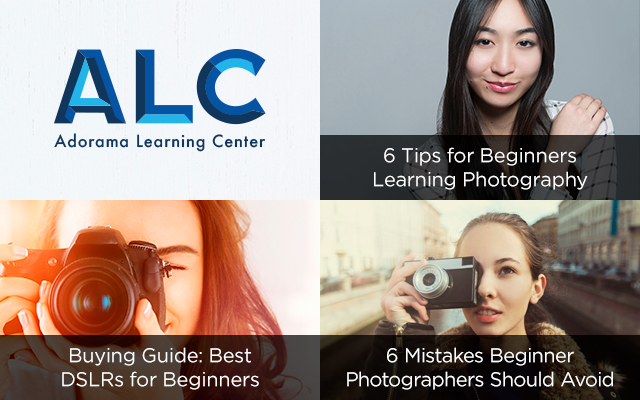 ALC
Adorama Learning Center
6 Tips for Beginners
Learning Photography
Buying Guide: Best
DSLRs for Beginners
6 Mistakes Beginner
Photographers Should Avoid